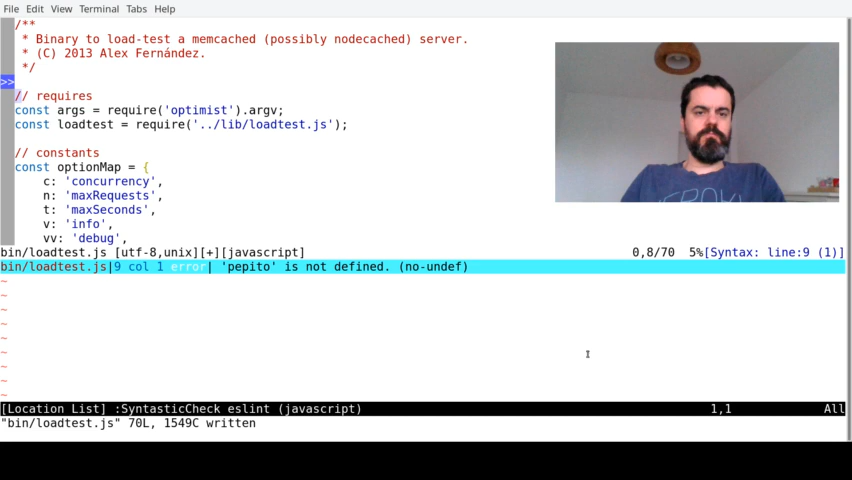 File Edit View Terminal Tabs Help
/**
 * Binary to load-test a memcached (possibly nodecached) server.
 * (C) 2013 Alex Fernández.
 */
>>
// requires
const args = require('optimist').argv;
const loadtest = require('../lib/loadtest.js');
// constants
const optionMap = {
c: 'concurrency',
n: 'maxRequests',
t: 'maxSeconds',
v: 'info',
vv: 'debug',
bin/loadtest.js [utf-8,unix][+][javascript] 0,8/70 5%[Syntax: line:9 (1)]
bin/loadtest.js|9 col 1 error| 'pepito' is not defined. (no-undef)
~
~
~
~
~
~
~
~
~
[Location List] :SyntasticCheck eslint (javascript) 1,1 All
"bin/loadtest.js" 70L, 1549C written